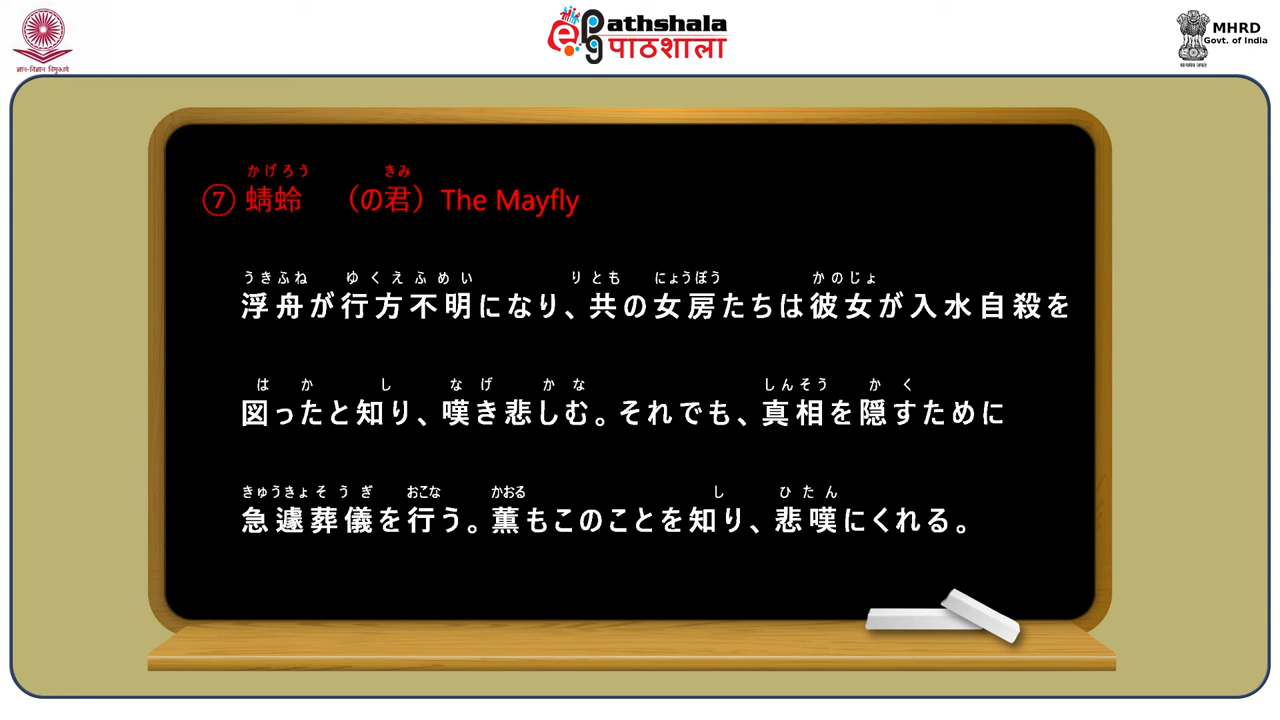 ज्ञान-विज्ञान विमुक्तये
ePathshala
पाठशाला
MHRD
Govt. of India
सत्यमेव जयते
かげろう きみ
⑦ 蜻蛉 （の君）The Mayfly
うきふね ゆくえふめい りとも にょうぼう かのじょ
浮舟が行方不明になり、共の女房たちは彼女が入水自殺を
は か し な げ か な しんそう か く
図ったと知り、嘆き悲しむ。それでも、真相を隠すために
きゅうきょそうぎ おこな かおる し ひたん
急遽葬儀を行う。薫もこのことを知り、悲嘆にくれる。